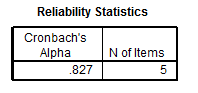 Reliability Statistics
Cronbach's
Alpha N of Items
.827 5